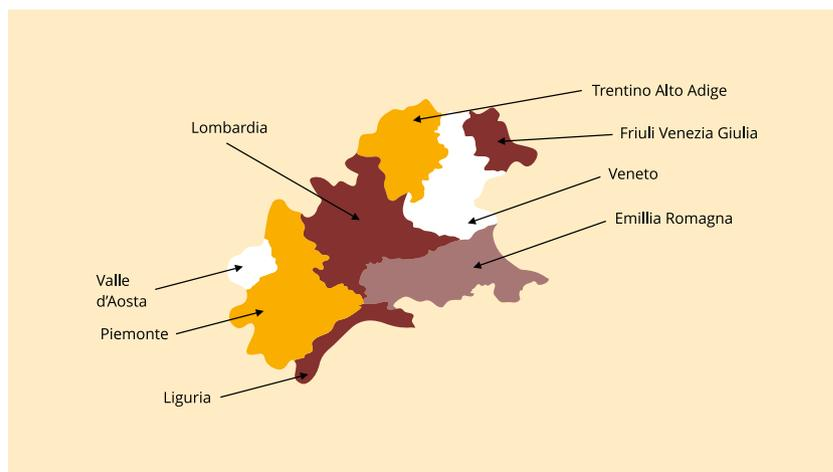 Trentino Alto Adige
Lombardia
Friuli Venezia Giulia
Veneto
Emillia Romagna
Valle
d'Aosta
Piemonte
Liguria